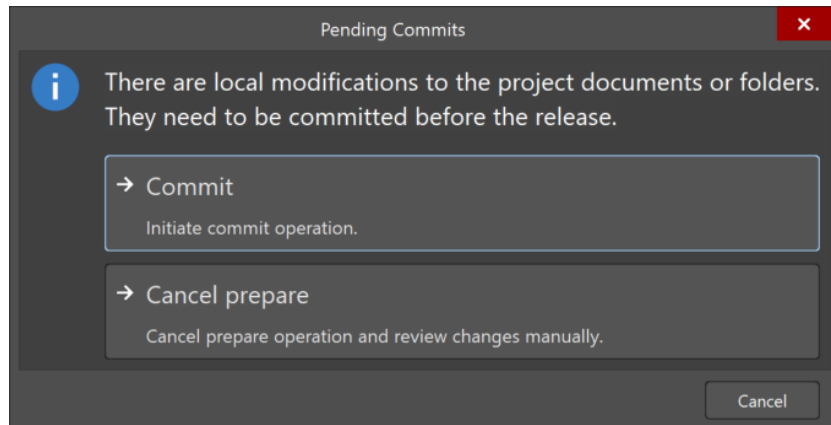 Pending Commits
There are local modifications to the project documents or folders.
They need to be committed before the release.
→ Commit
Initiate commit operation.
→ Cancel prepare
Cancel prepare operation and review changes manually.
Cancel